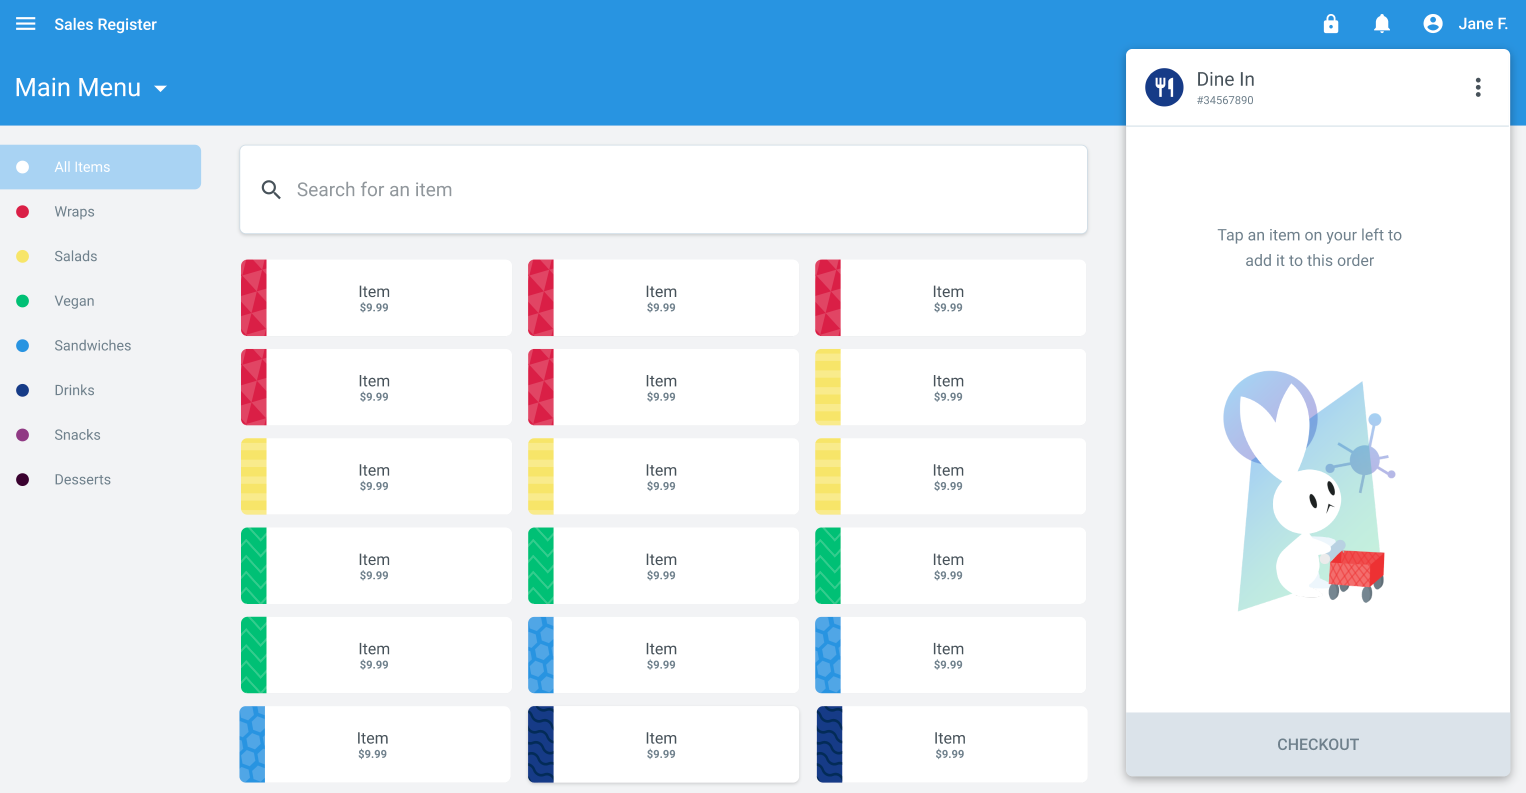 Sales Register
Jane F.
Main Menu
Dine In
#34567890
All Items
Wraps
Salads
Vegan
Sandwiches
Drinks
Snacks
Desserts
Search for an item
Item
$9.99
Item
$9.99
Item
$9.99
Item
$9.99
Item
$9.99
Item
$9.99
Item
$9.99
Item
$9.99
Item
$9.99
Item
$9.99
Item
$9.99
Item
$9.99
Item
$9.99
Item
$9.99
Item
$9.99
Item
$9.99
Item
$9.99
Item
$9.99
Tap an item on your left to
add it to this order
CHECKOUT